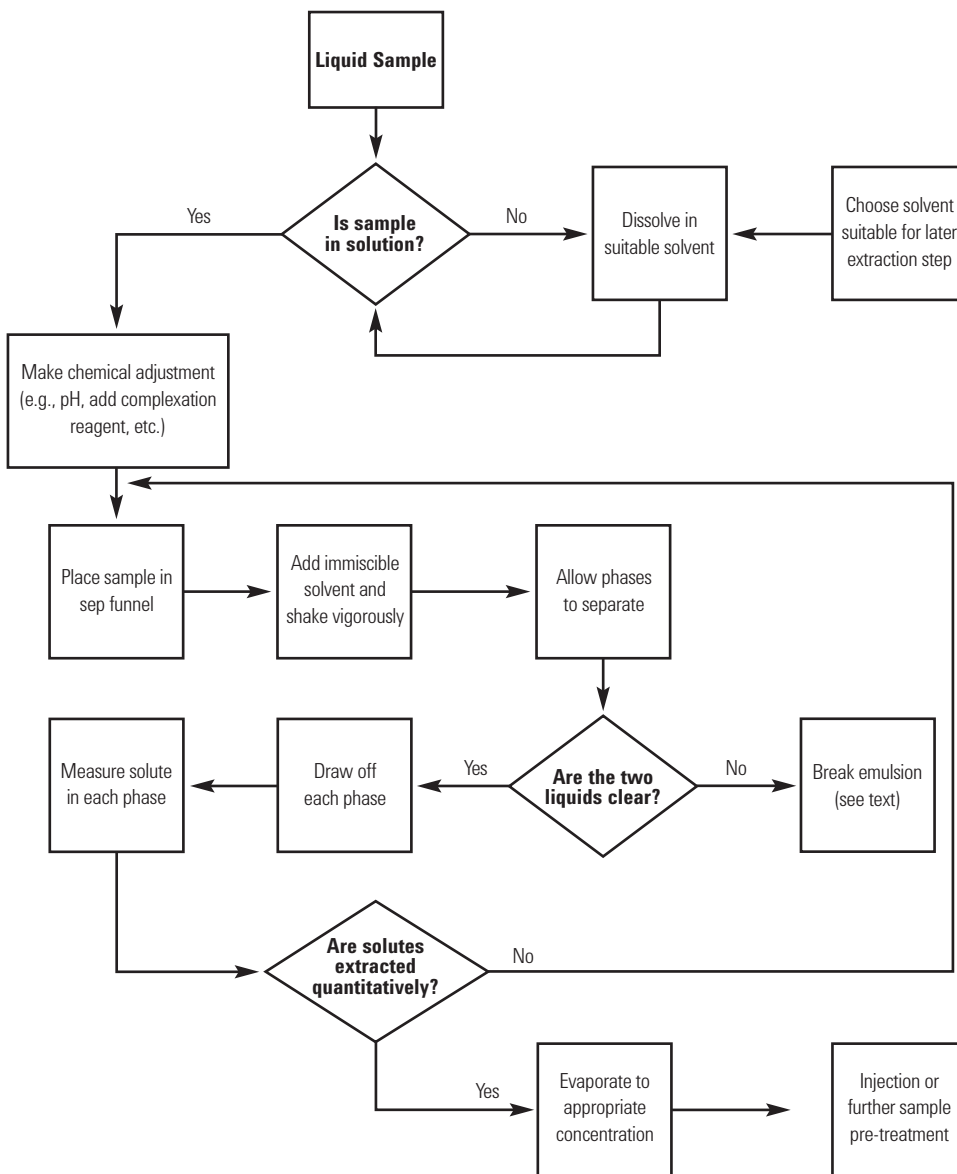 Liquid Sample
Is sample
in solution?
Yes
No
Dissolve in
suitable solvent
Choose solvent
suitable for later
extraction step
Make chemical adjustment
(e.g., pH, add complexation
reagent, etc.)
Place sample in
sep funnel
Add immiscible
solvent and
shake vigorously
Allow phases
to separate
Measure solute
in each phase
Draw off
each phase
Yes
Are the two
liquids clear?
No
Break emulsion
(see text)
Are solutes
extracted
quantitatively?
No
Yes
Evaporate to
appropriate
concentration
Injection or
further sample
pre-treatment